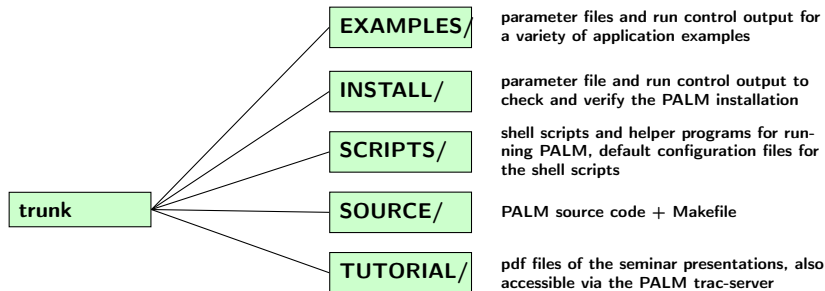 EXAMPLES/
parameter files and run control output for
a variety of application examples
INSTALL/
parameter file and run control output to
check and verify the PALM installation
SCRIPTS/
shell scripts and helper programs for run-
ning PALM, default configuration files for
the shell scripts
trunk
SOURCE/
PALM source code + Makefile
TUTORIAL/
pdf files of the seminar presentations, also
accessible via the PALM trac-server